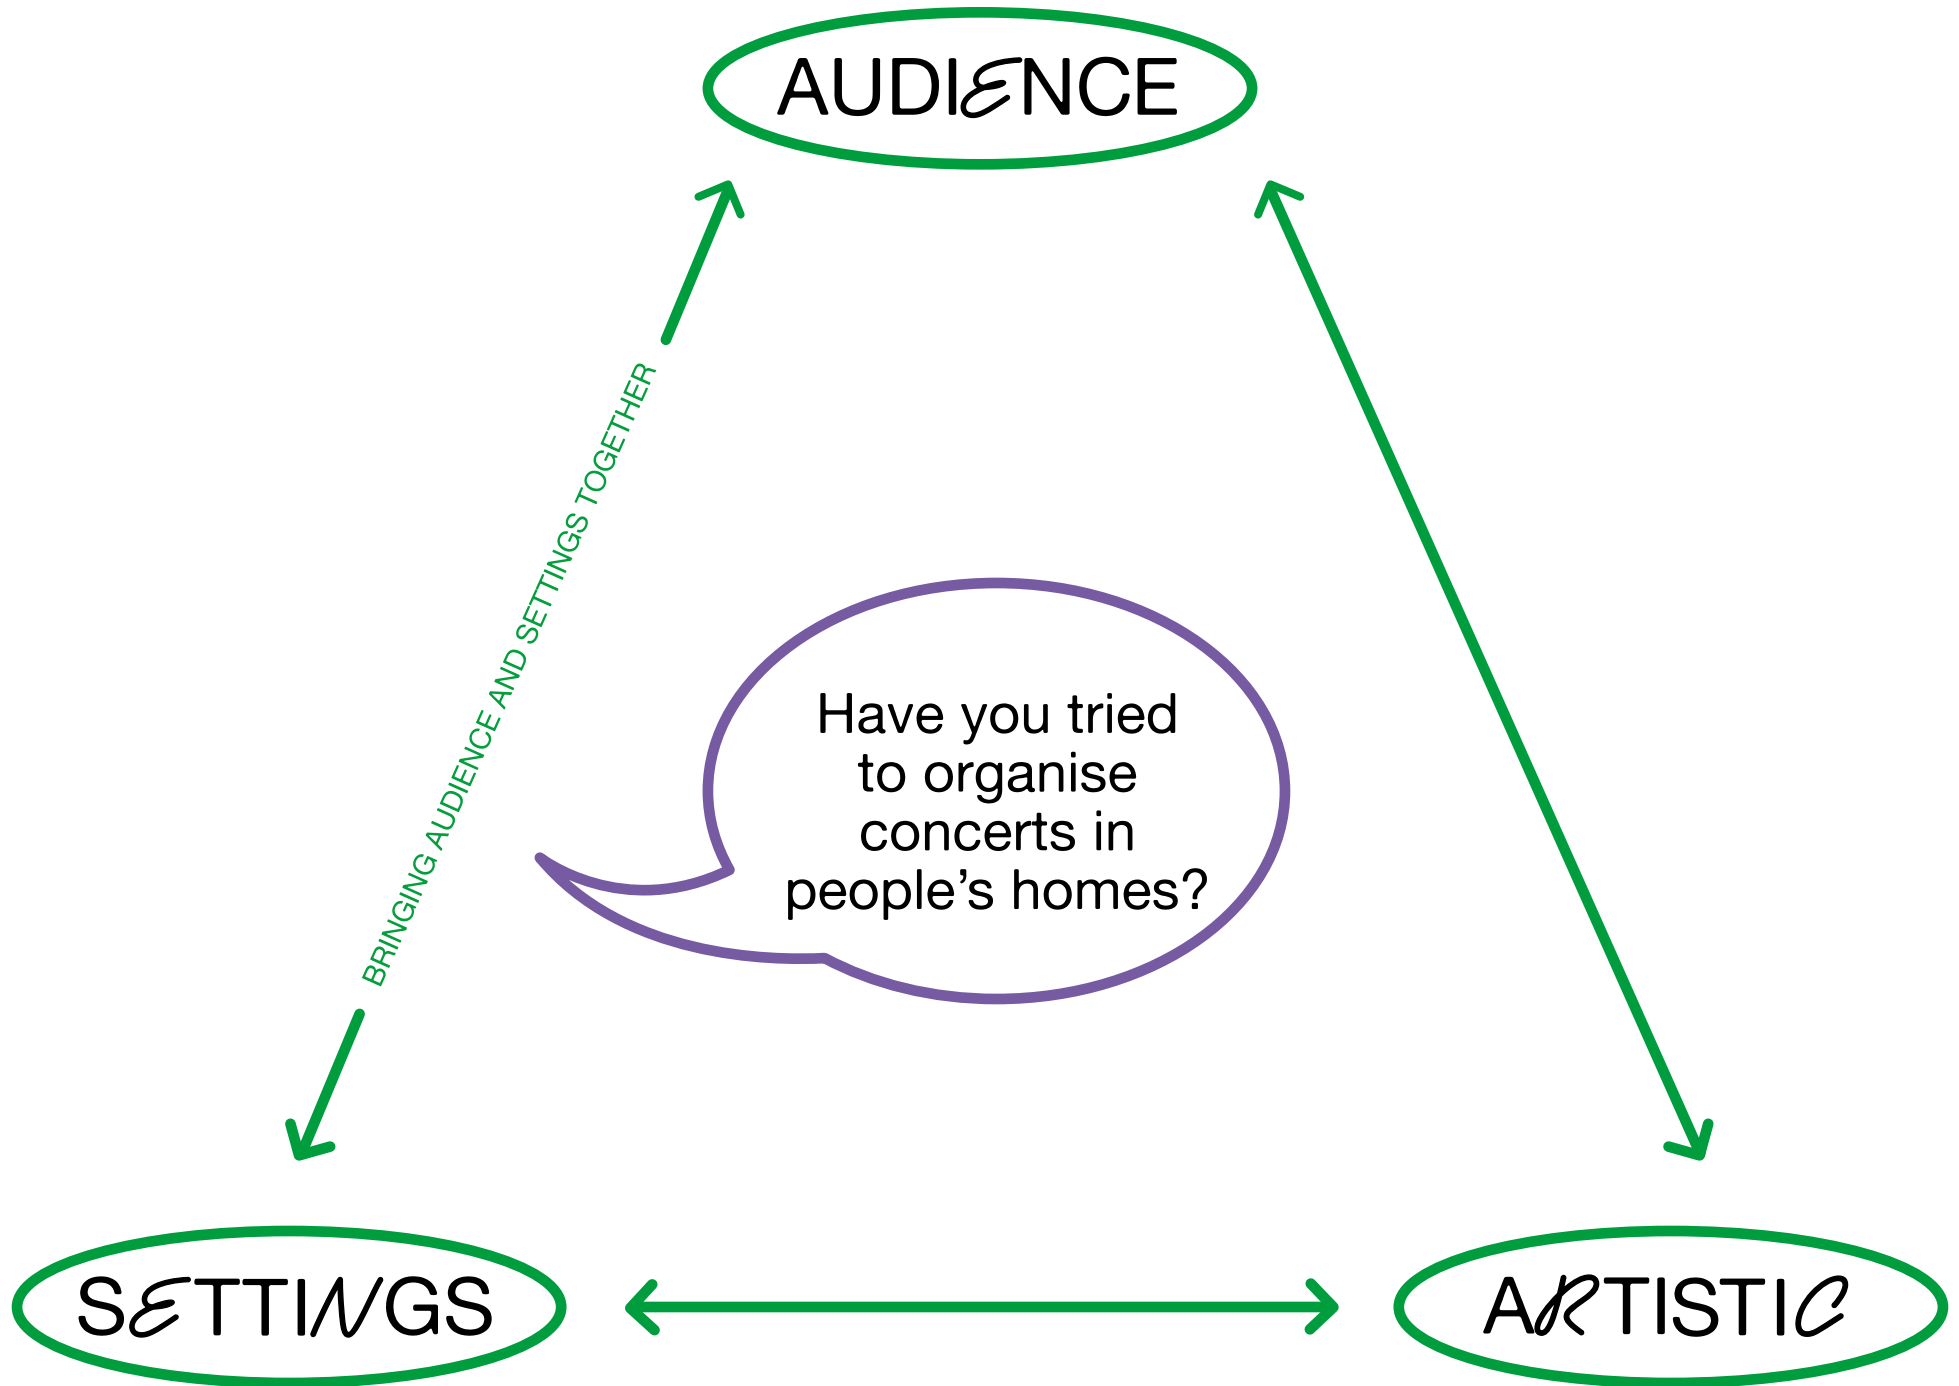 AUDIENCE
BRINGING AUDIENCE AND SETTINGS TOGETHER
Have you tried
to organise
concerts in
people’s homes?
SETTINGS
ARTISTIC